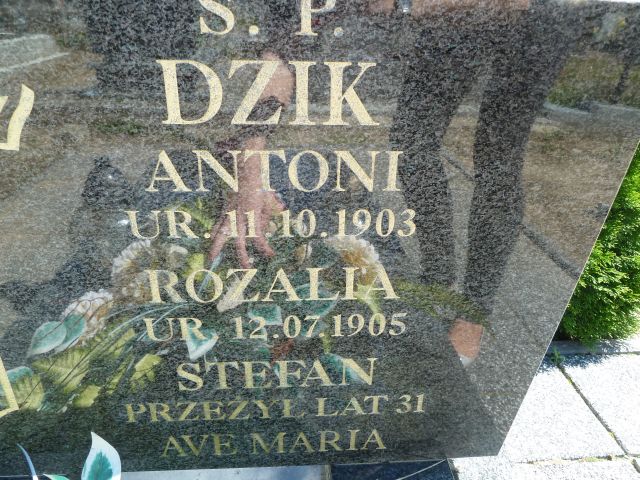 S. P.
DZIK
ANTONI
UR. 11.10.1903
ROZALIA
UR. 12.07.1905
STEFAN
PRZEŻYŁ LAT 31
AVE MARIA